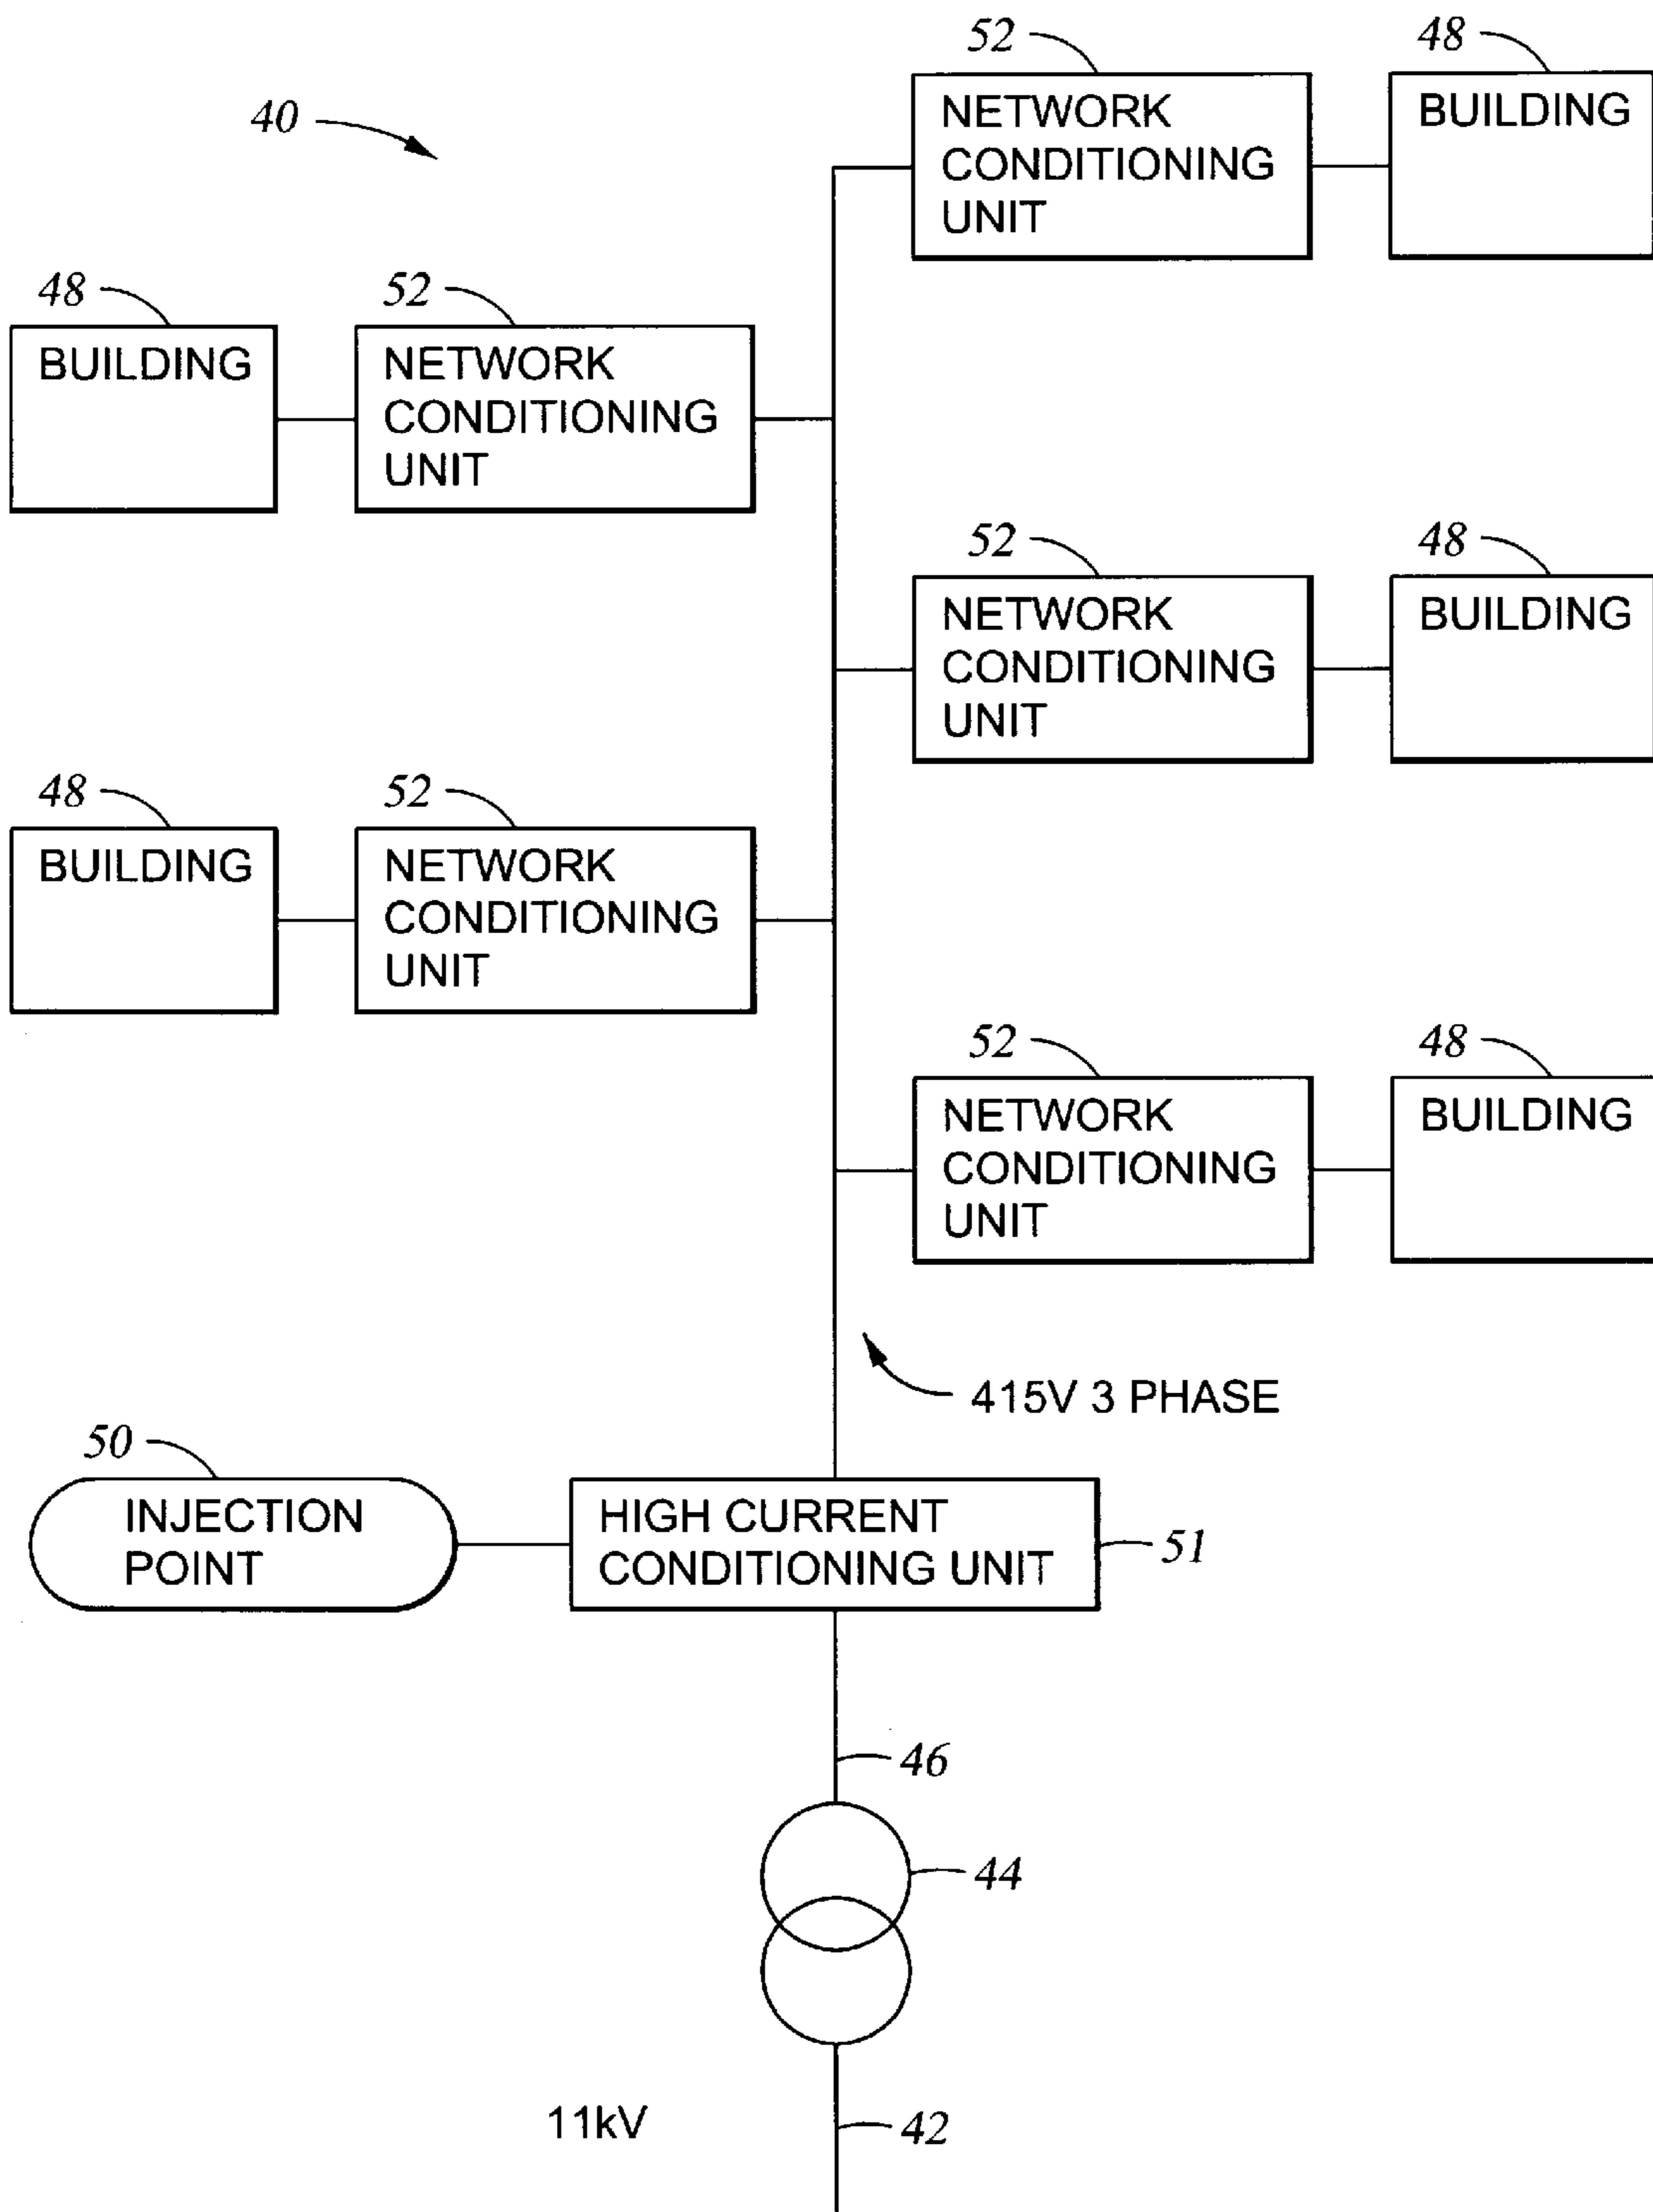 52
48
40
NETWORK
CONDITIONING
UNIT
BUILDING
48
52
BUILDING
NETWORK
CONDITIONING
UNIT
52
48
NETWORK
CONDITIONING
UNIT
BUILDING
48
52
BUILDING
NETWORK
CONDITIONING
UNIT
52
48
NETWORK
CONDITIONING
UNIT
BUILDING
415V 3 PHASE
50
INJECTION
POINT
HIGH CURRENT
CONDITIONING UNIT
51
46
44
11kV
42